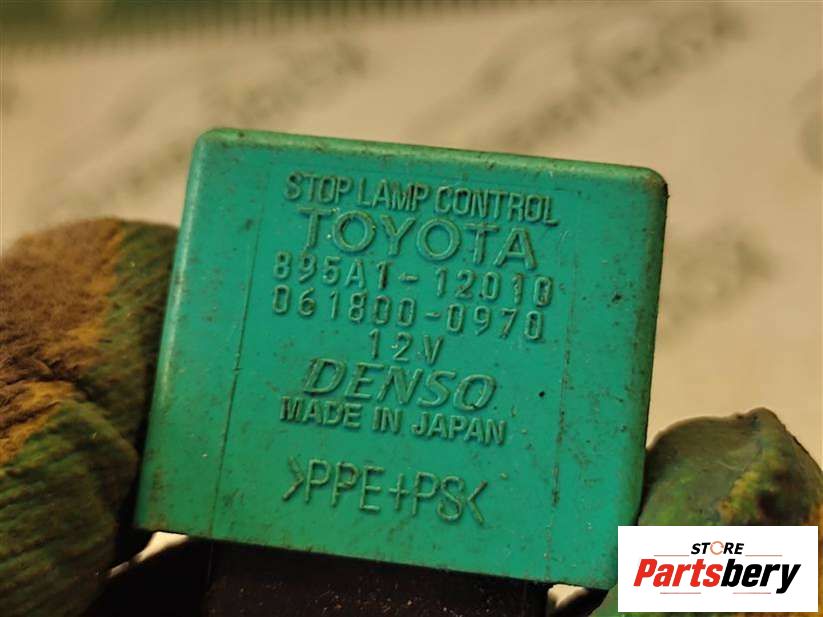 STOP LAMP CONTROL
TOYOTA
895A1-12010
061800-0970
12V
DENSO
MADE IN JAPAN
>PPE+PS<
STORE
Partsbery